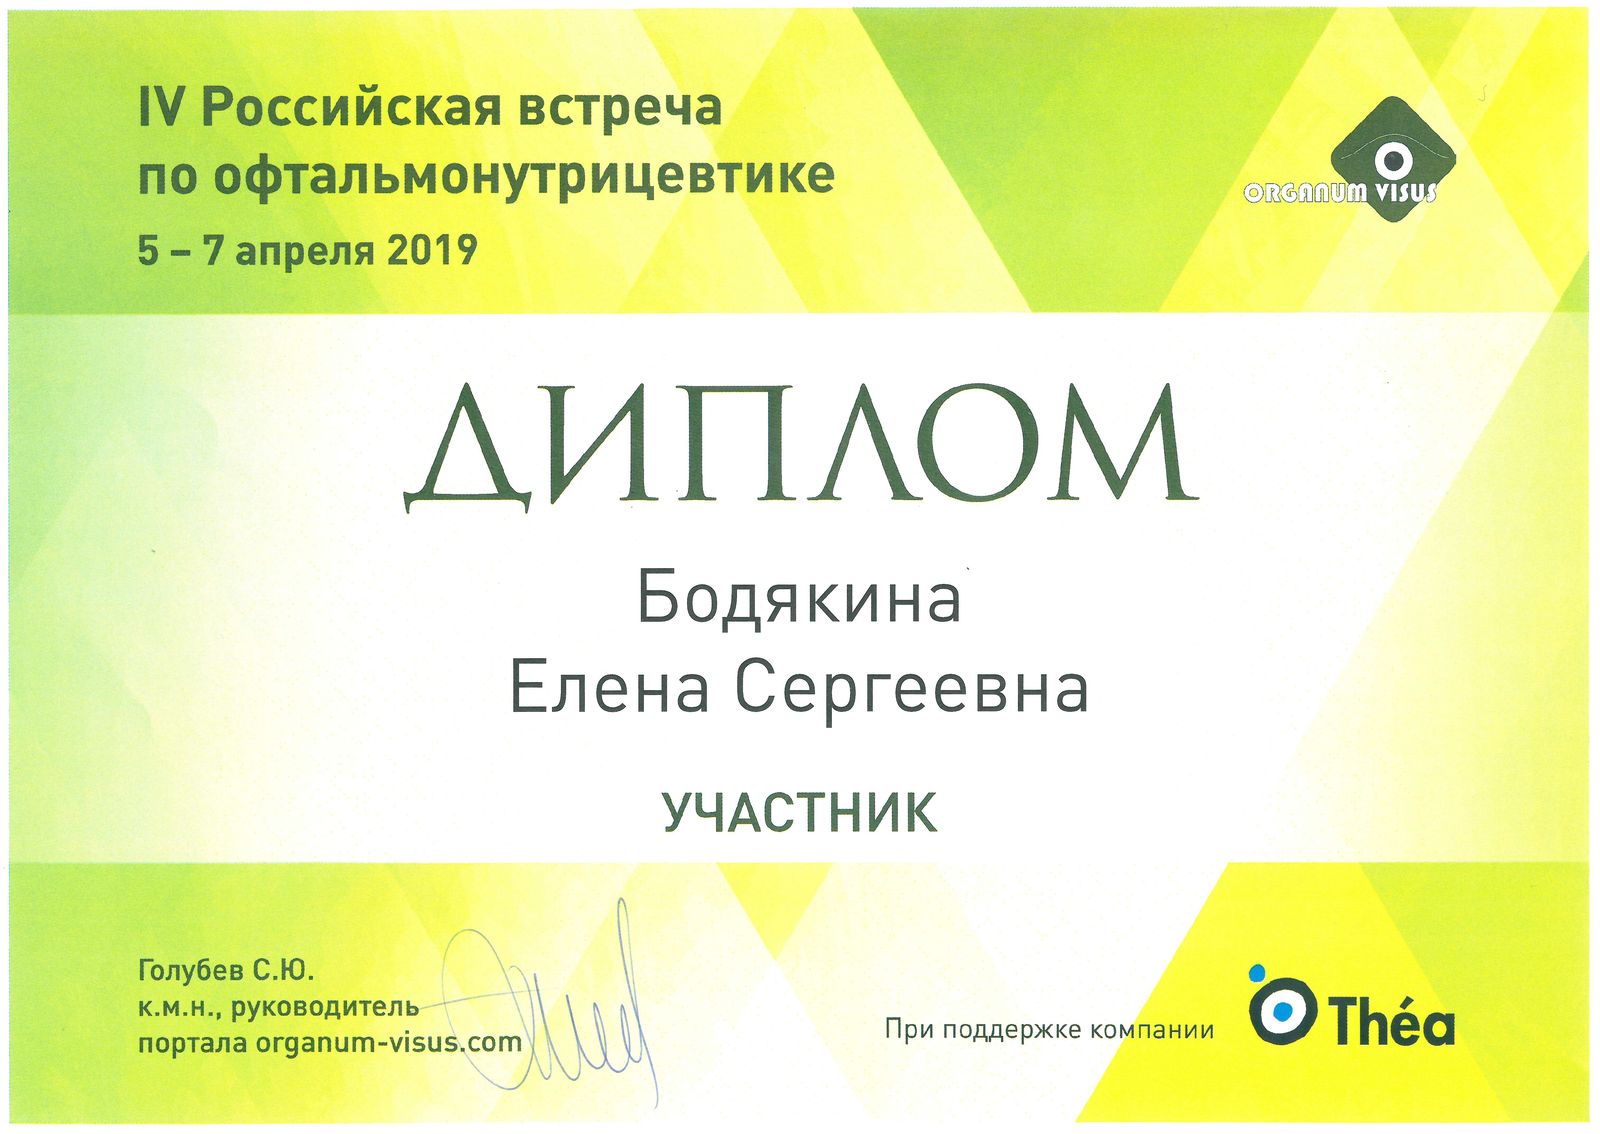 IV Российская встреча
по офтальмонутрицевтике
5 – 7 апреля 2019
ORGANUM VISUS
ДИПЛОМ
Бодякина
Елена Сергеевна
УЧАСТНИК
Голубев С.Ю.
к.м.н., руководитель
портала organum-visus.com
При поддержке компании
Théa